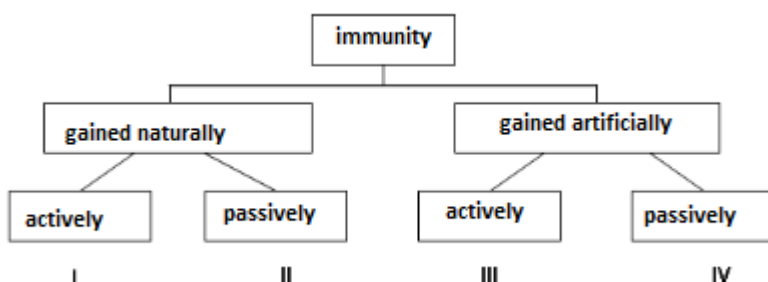 immunity
gained naturally
gained artificially
actively
passively
actively
passively
I
II
III
IV